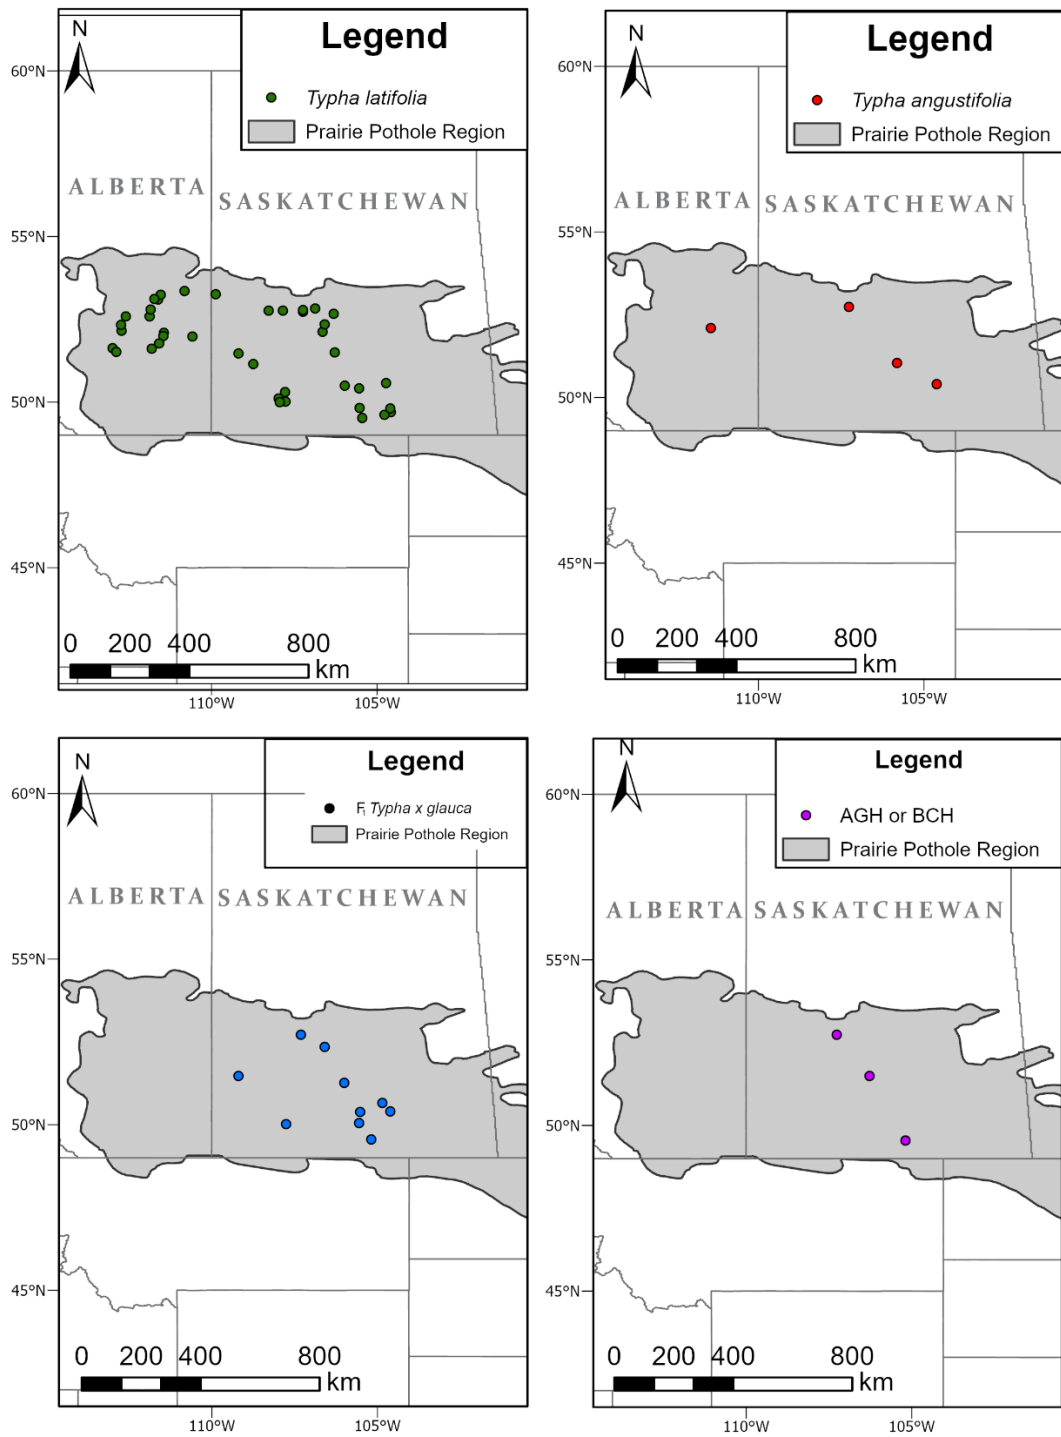 N
Legend
Typha latifolia
Prairie Pothole Region
60°N
ALBERTA
SASKATCHEWAN
55°N
50°N
45°N
0 200 400 800
km
110°W 105°W
N
Legend
Typha angustifolia
Prairie Pothole Region
60°N
ALBERTA
SASKATCHEWAN
55°N
50°N
45°N
0 200 400 800
km
110°W 105°W
N
Legend
F₁ Typha x glauca
Prairie Pothole Region
60°N
ALBERTA
SASKATCHEWAN
55°N
50°N
45°N
0 200 400 800
km
110°W 105°W
N
Legend
AGH or BCH
Prairie Pothole Region
60°N
ALBERTA
SASKATCHEWAN
55°N
50°N
45°N
0 200 400 800
km
110°W 105°W